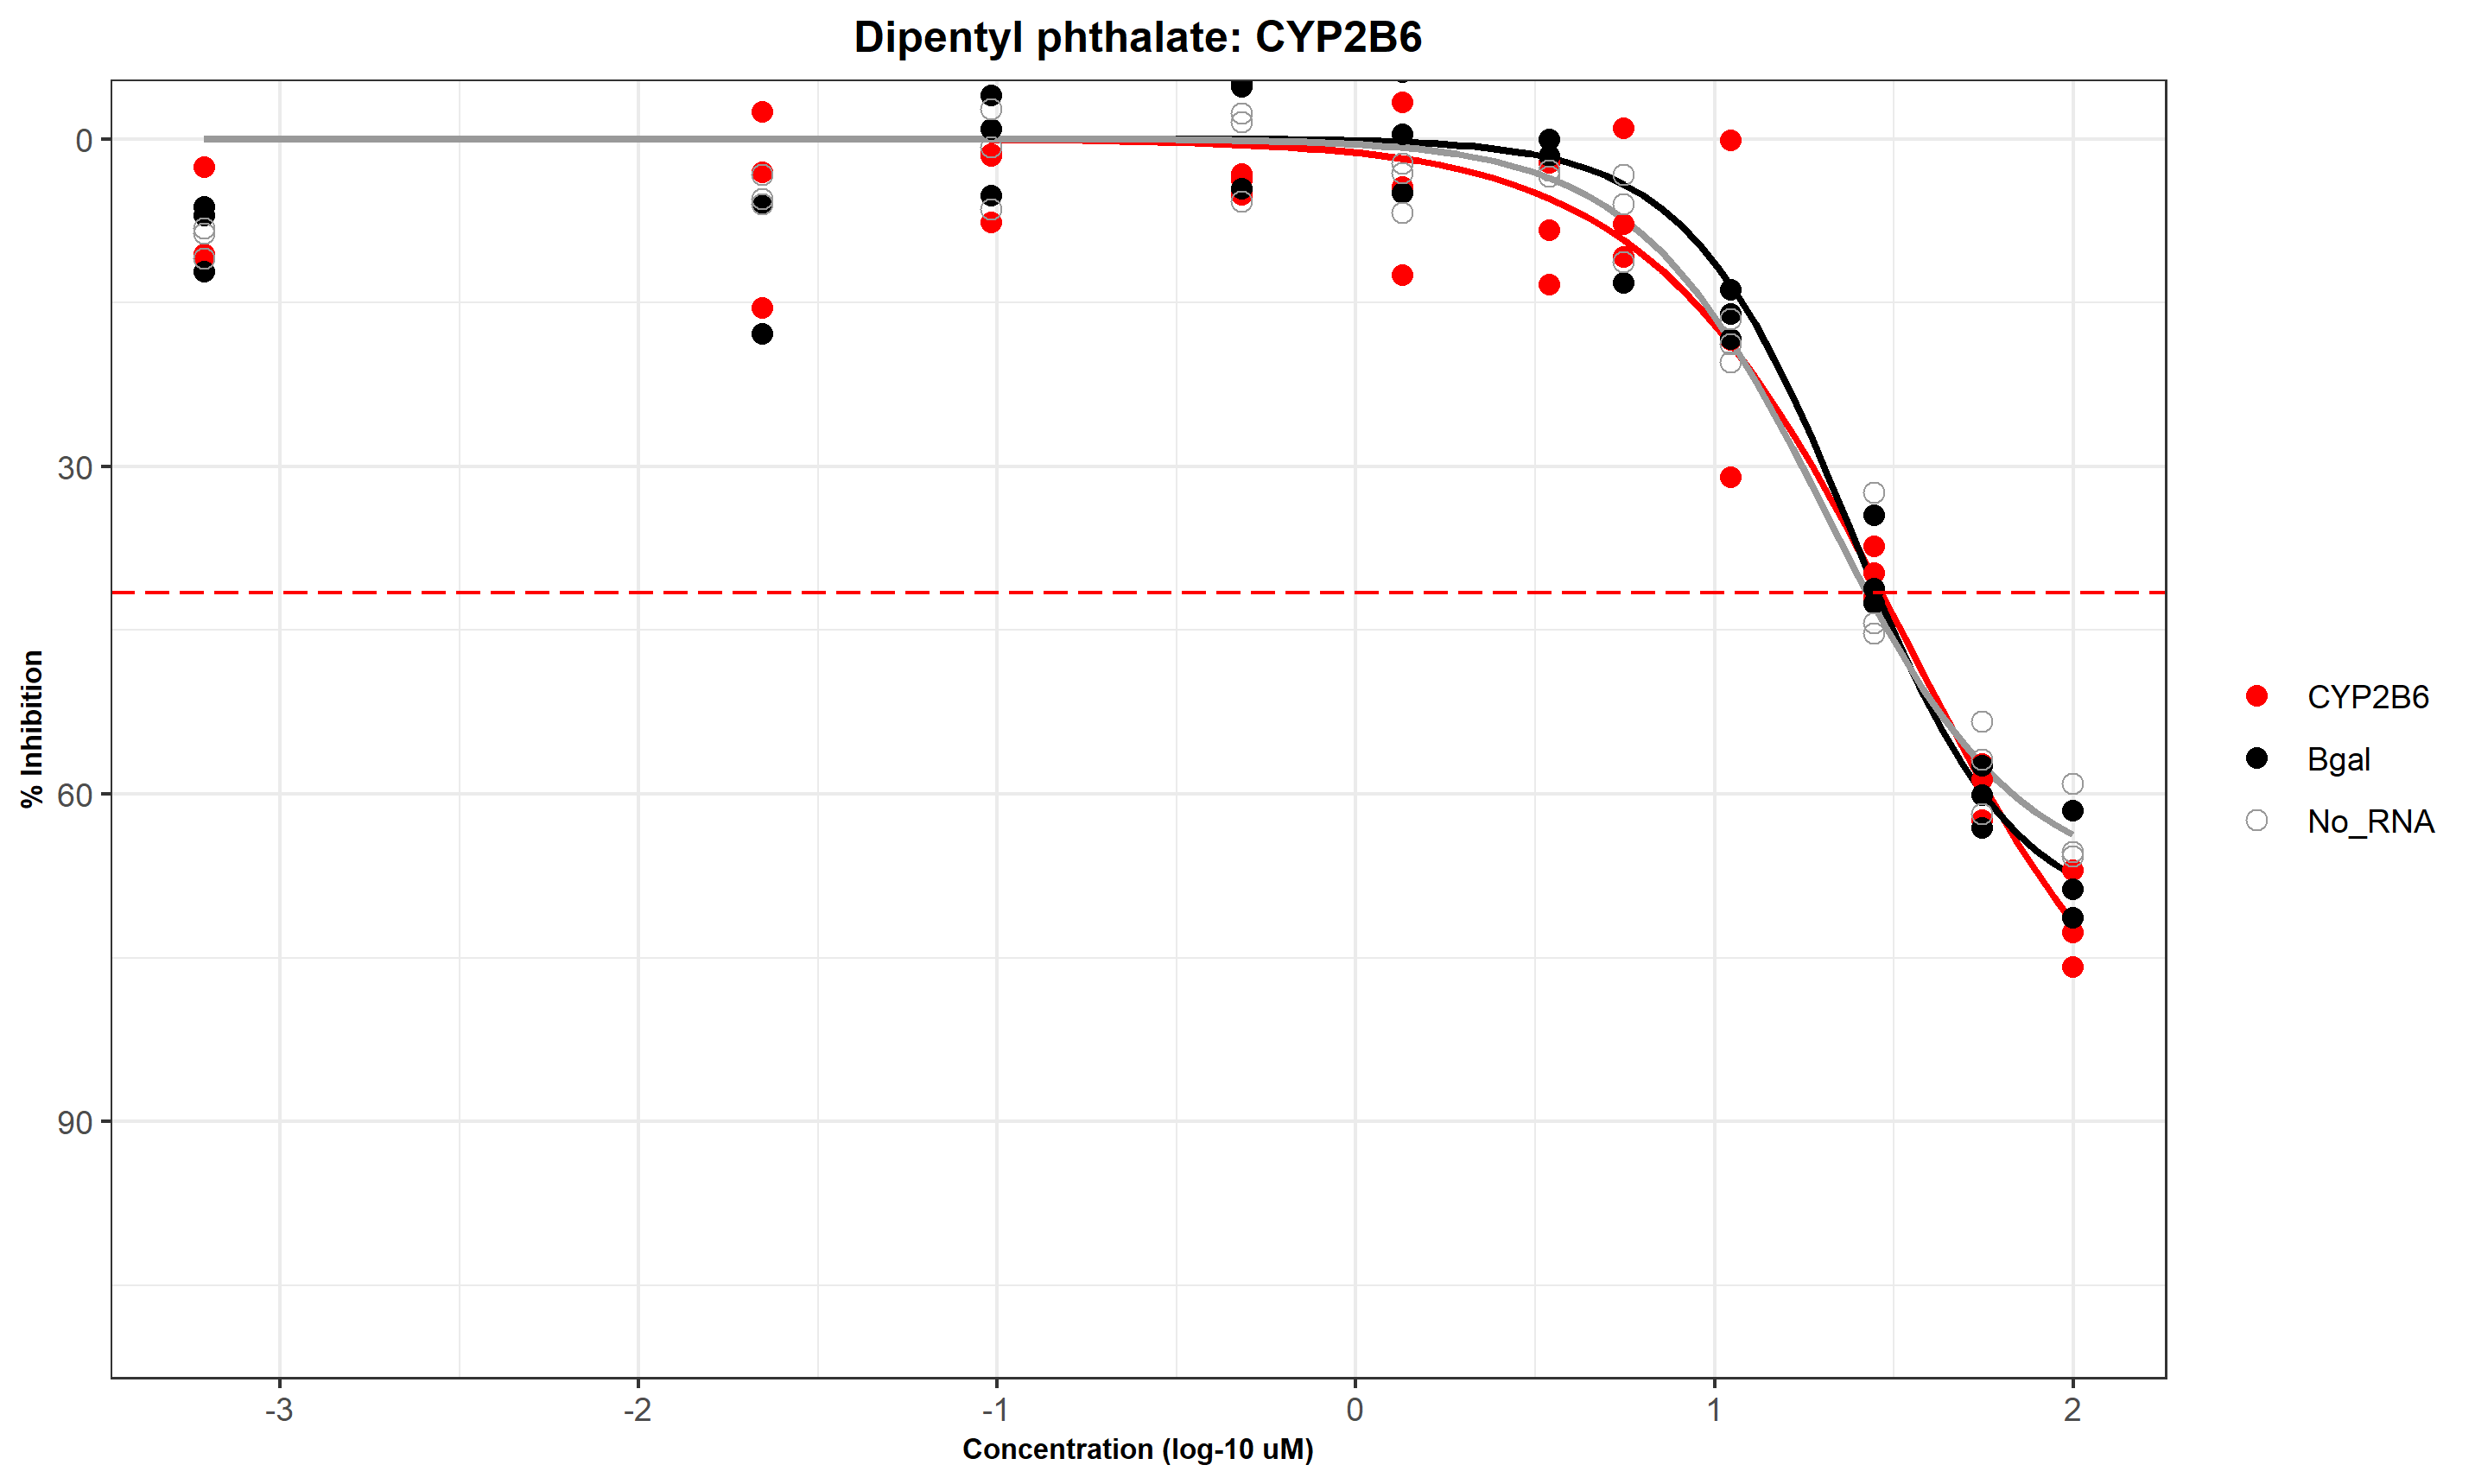 Dipentyl phthalate: CYP2B6
0
30
60
90
% Inhibition
-3 -2 -1 0 1 2
Concentration (log-10 uM)
CYP2B6
Bgal
No_RNA